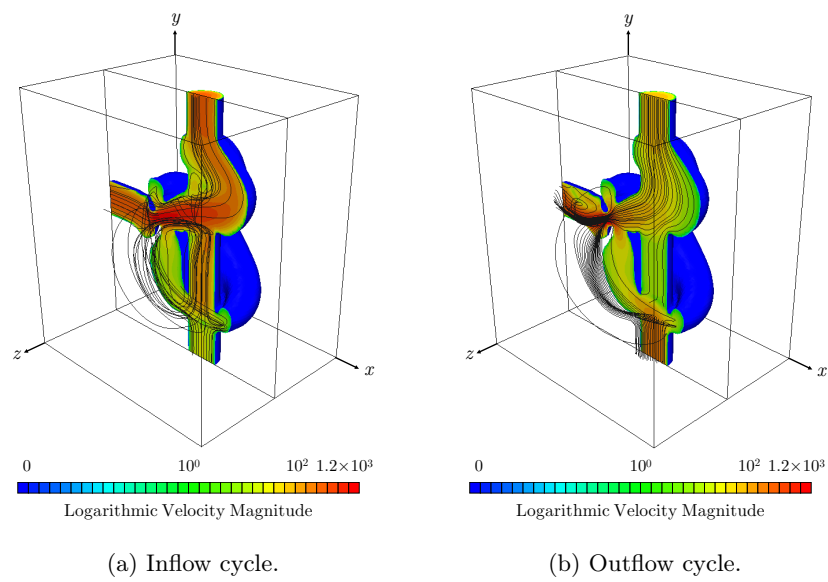 y
z
x
0 10⁰ 10² 1.2×10³
Logarithmic Velocity Magnitude
(a) Inflow cycle.
y
z
x
0 10⁰ 10² 1.2×10³
Logarithmic Velocity Magnitude
(b) Outflow cycle.